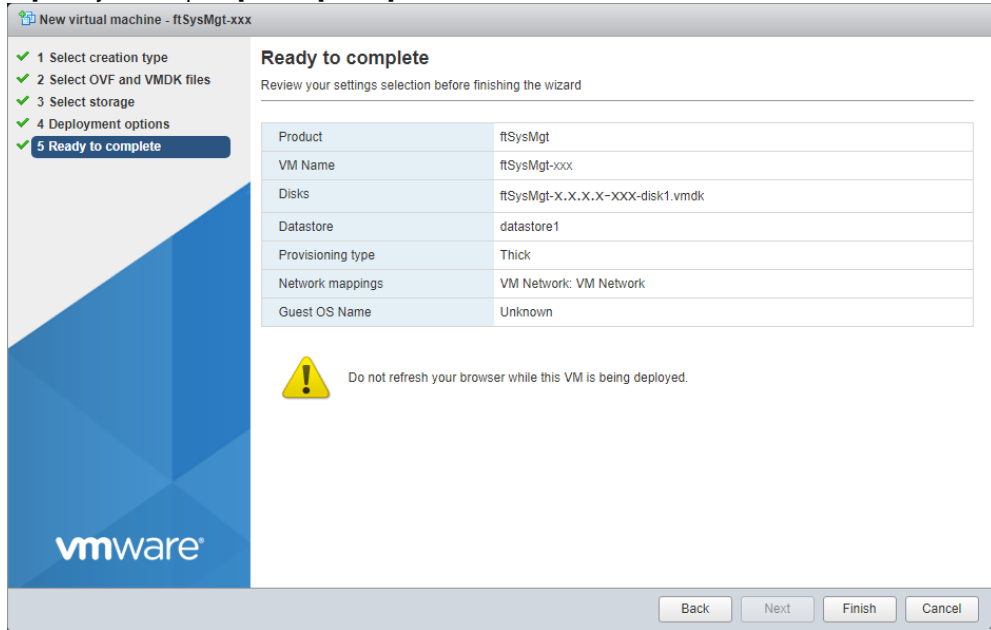 New virtual machine - ftSysMgt-xxx
1 Select creation type
2 Select OVF and VMDK files
3 Select storage
4 Deployment options
5 Ready to complete
Ready to complete
Review your settings selection before finishing the wizard
Product ftSysMgt
VM Name ftSysMgt-xxx
Disks ftSysMgt-X.X.X.X-XXX-disk1.vmdk
Datastore datastore1
Provisioning type Thick
Network mappings VM Network: VM Network
Guest OS Name Unknown
Do not refresh your browser while this VM is being deployed.
vmware®
Back Next Finish Cancel